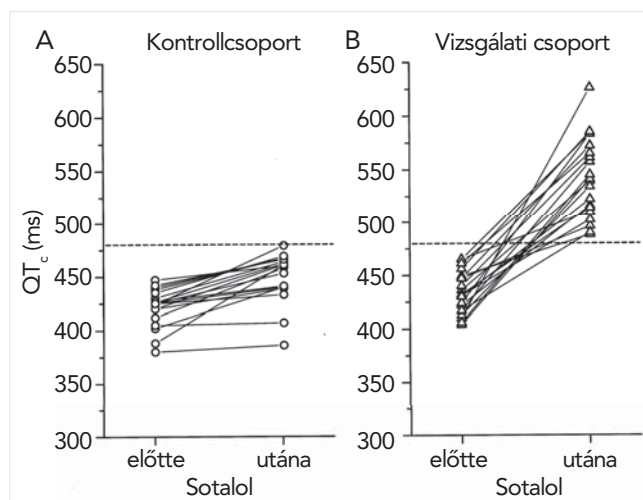 A Kontrollcsoport
B Vizsgálati csoport
QTc (ms)
650
600
550
500
450
400
350
300
650
600
550
500
450
400
350
300
előtte utána
Sotalol
előtte utána
Sotalol